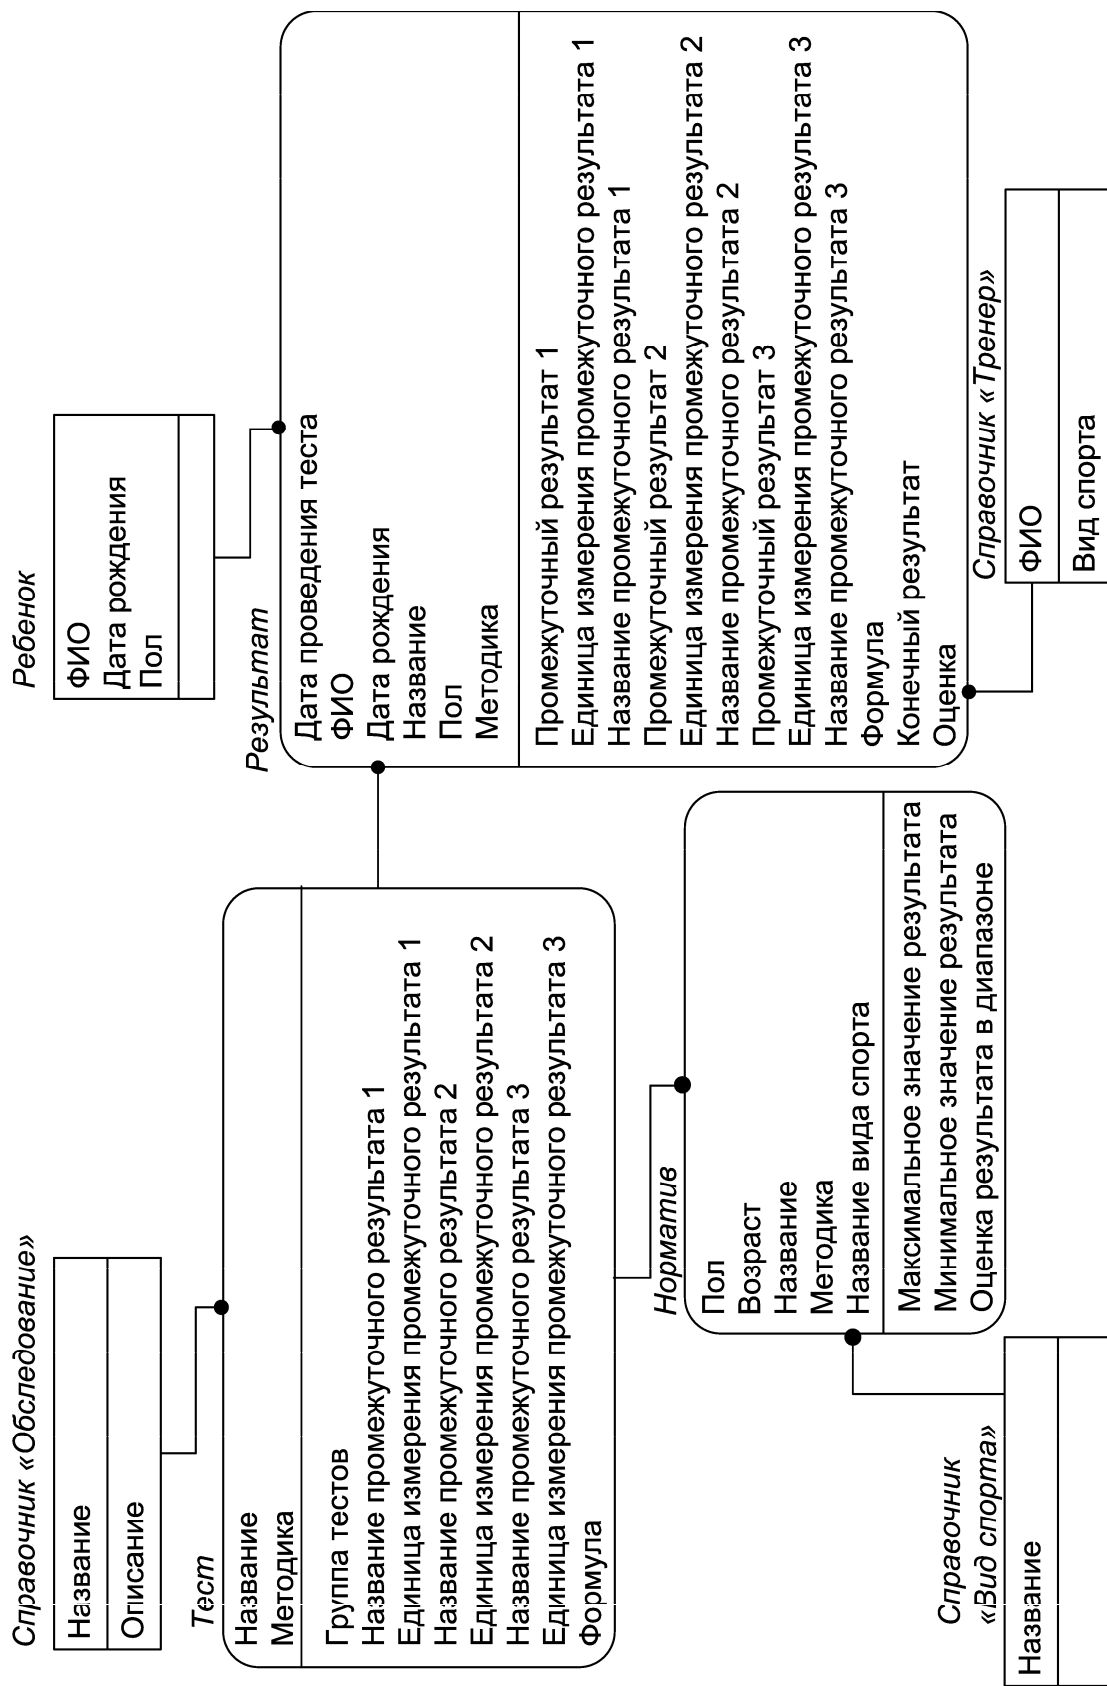 Справочник «Обследование»
Название
Описание
Тест
Название
Методика
Группа тестов
Название промежуточного результата 1
Единица измерения промежуточного результата 1
Название промежуточного результата 2
Единица измерения промежуточного результата 2
Название промежуточного результата 3
Единица измерения промежуточного результата 3
Формула
Справочник
«Вид спорта»
Название
Норматив
Пол
Возраст
Название
Методика
Название вида спорта
Максимальное значение результата
Минимальное значение результата
Оценка результата в диапазоне
Ребенок
ФИО
Дата рождения
Пол
Результат
Дата проведения теста
ФИО
Дата рождения
Название
Пол
Методика
Промежуточный результат 1
Единица измерения промежуточного результата 1
Название промежуточного результата 1
Промежуточный результат 2
Единица измерения промежуточного результата 2
Название промежуточного результата 2
Промежуточный результат 3
Единица измерения промежуточного результата 3
Название промежуточного результата 3
Формула
Конечный результат
Оценка
Справочник «Тренер»
ФИО
Вид спорта